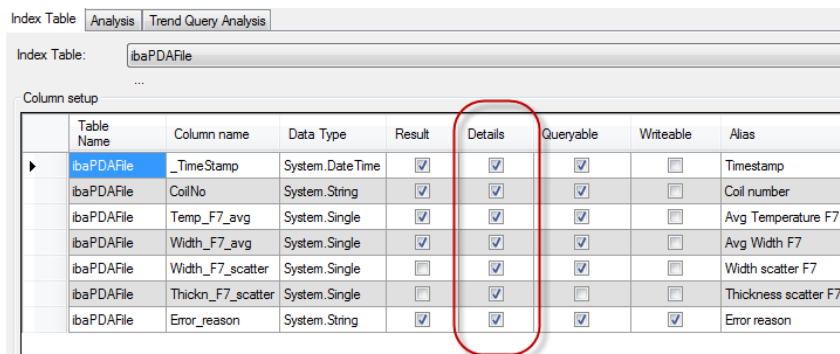 Index Table Analysis Trend Query Analysis
Index Table: ibaPDAFile
...
Column setup
Table Name Column name Data Type Result Details Queryable Writeable Alias
ibaPDAFile _TimeStamp System.DateTime Timestamp
ibaPDAFile CoilNo System.String Coil number
ibaPDAFile Temp_F7_avg System.Single Avg Temperature F7
ibaPDAFile Width_F7_avg System.Single Avg Width F7
ibaPDAFile Width_F7_scatter System.Single Width scatter F7
ibaPDAFile Thickn_F7_scatter System.Single Thickness scatter F7
ibaPDAFile Error_reason System.String Error reason